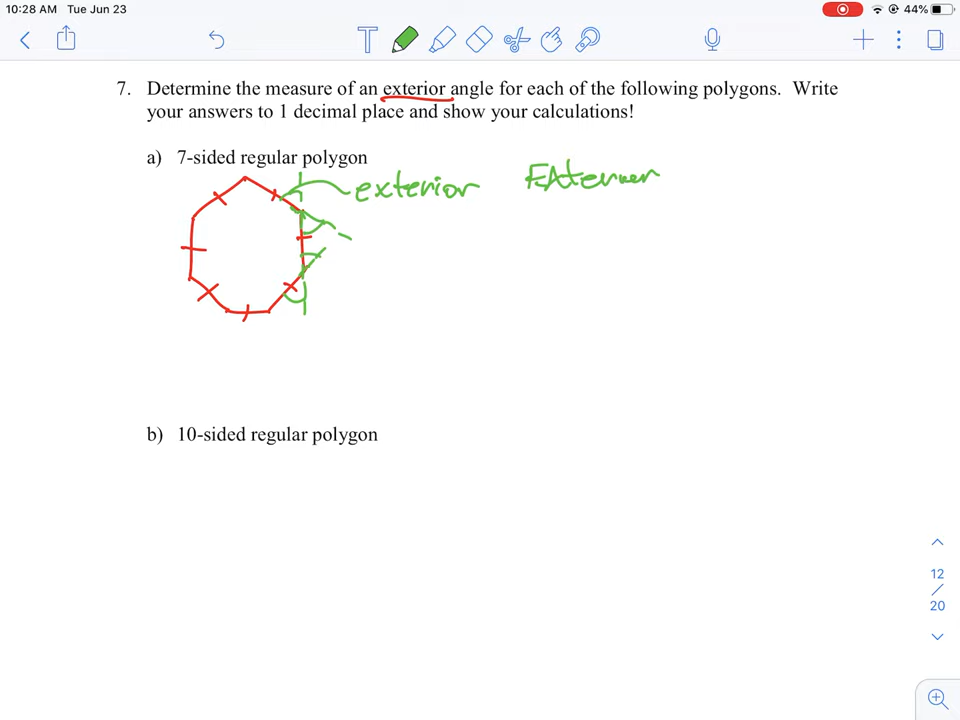 10:28 AM Tue Jun 23
44%
T
7. Determine the measure of an exterior angle for each of the following polygons. Write
your answers to 1 decimal place and show your calculations!
a) 7-sided regular polygon
exterior
b) 10-sided regular polygon
12
20